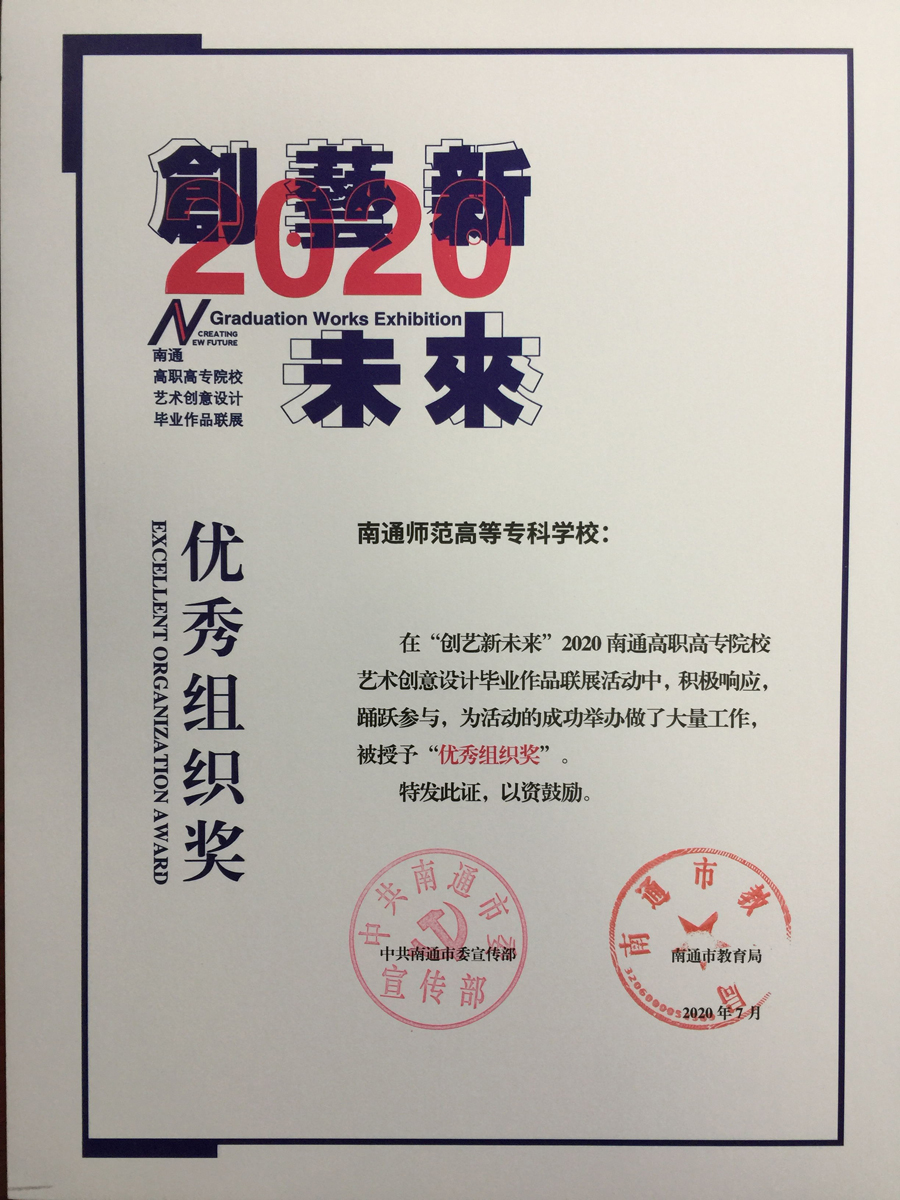 創藝新
2020
Graduation Works Exhibition
CREATING
EW FUTURE
未來
南通
高职高专院校
艺术创意设计
毕业作品联展
优秀组织奖
EXCELLENT ORGANIZATION AWARD
南通师范高等专科学校：
在“创艺新未来”2020南通高职高专院校
艺术创意设计毕业作品联展活动中，积极响应，
踊跃参与，为活动的成功举办做了大量工作，
被授予“优秀组织奖”。
特发此证，以资鼓励。
中共南通市委
宣传部
中共南通市委宣传部
南通市教 局
南通市教育局
2020年7月